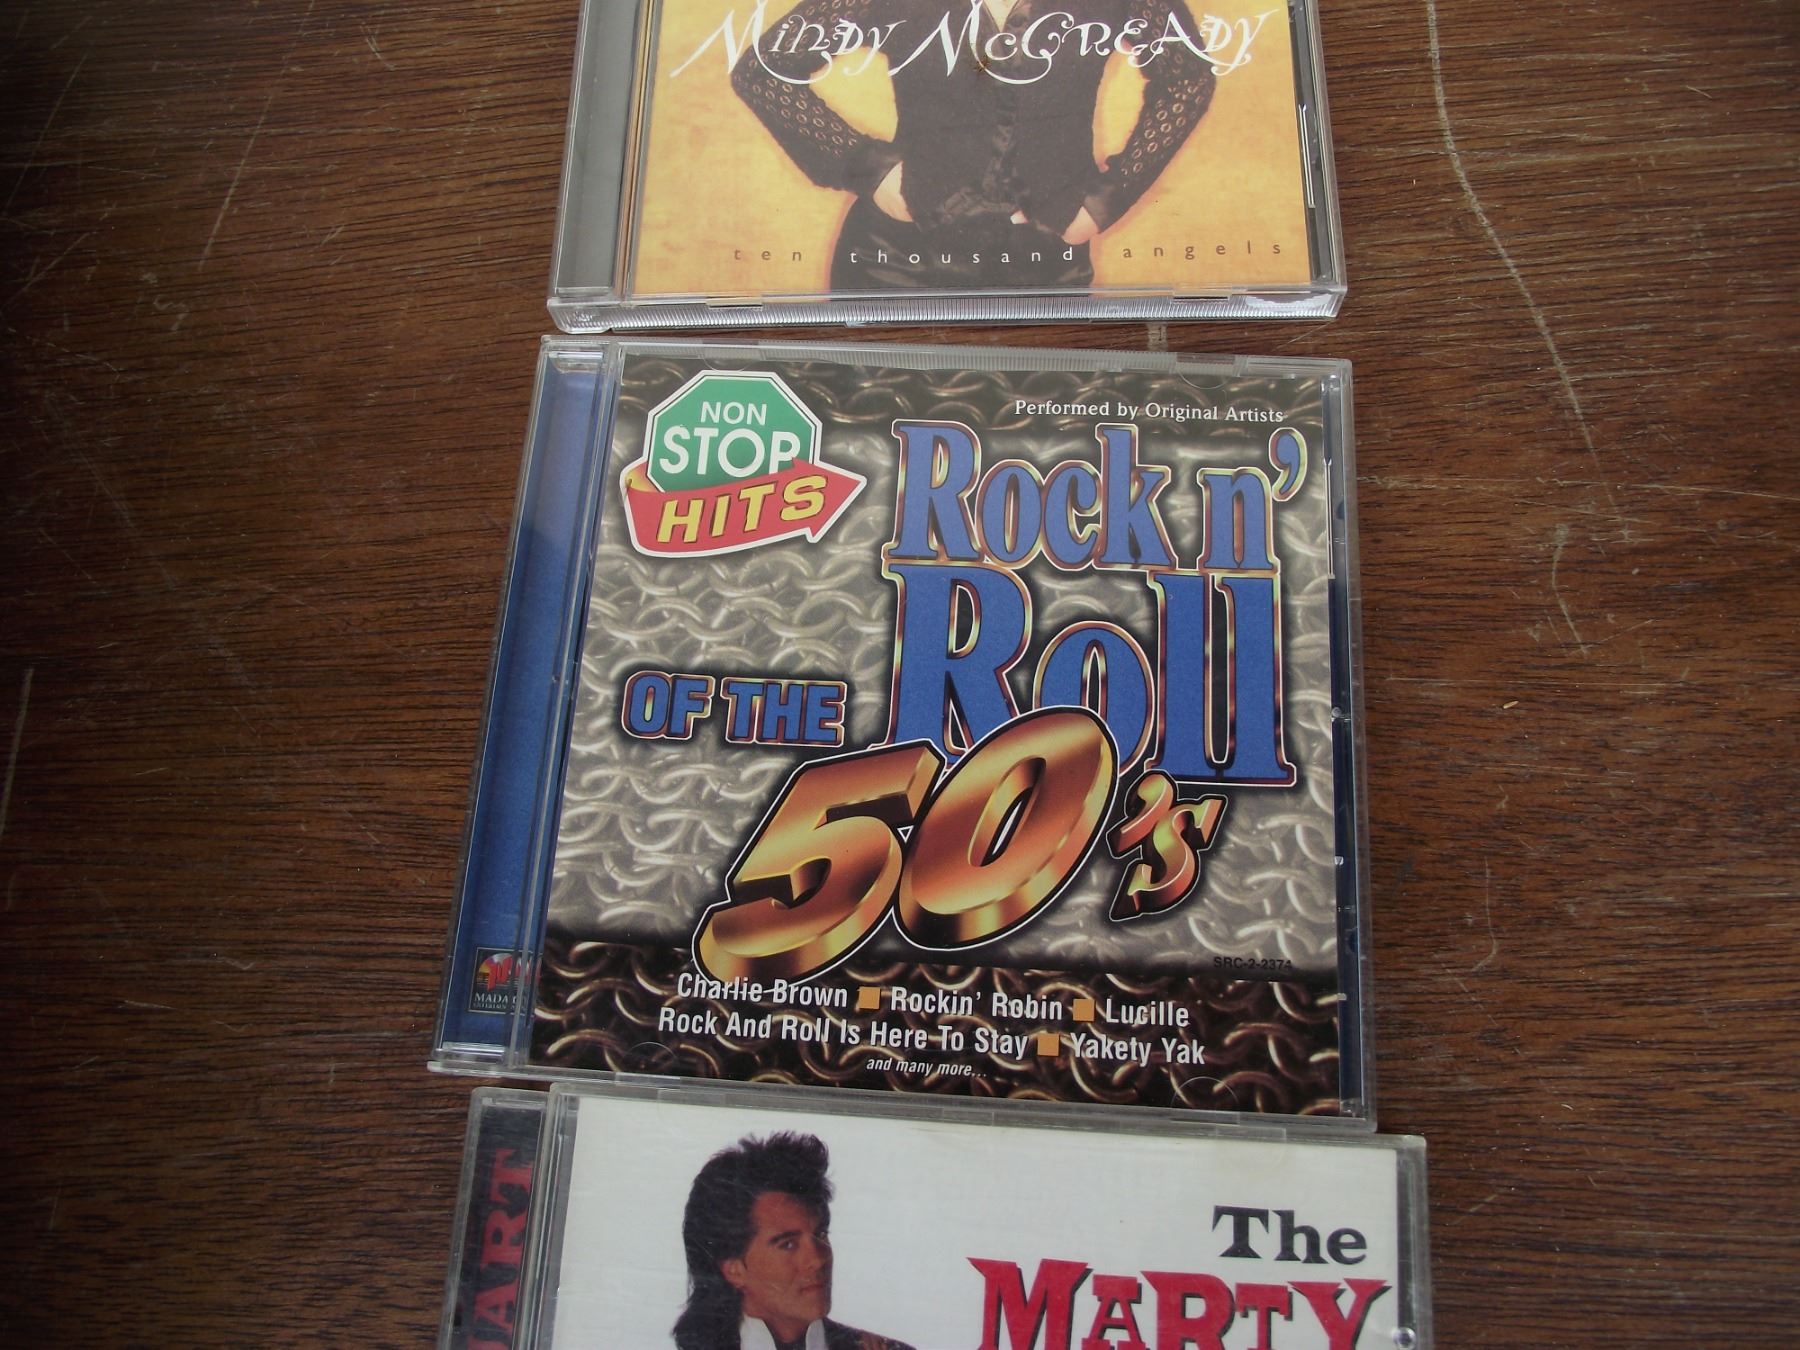 Mindy McCready
ten thousand angels
NON
STOP
HITS
Performed by Original Artists
Rock n'
Roll
OF THE
50's
SRC-2-2374
Charlie Brown ■ Rockin' Robin ■ Lucille
Rock And Roll Is Here To Stay ■ Yakety Yak
and many more...
The
MARTY